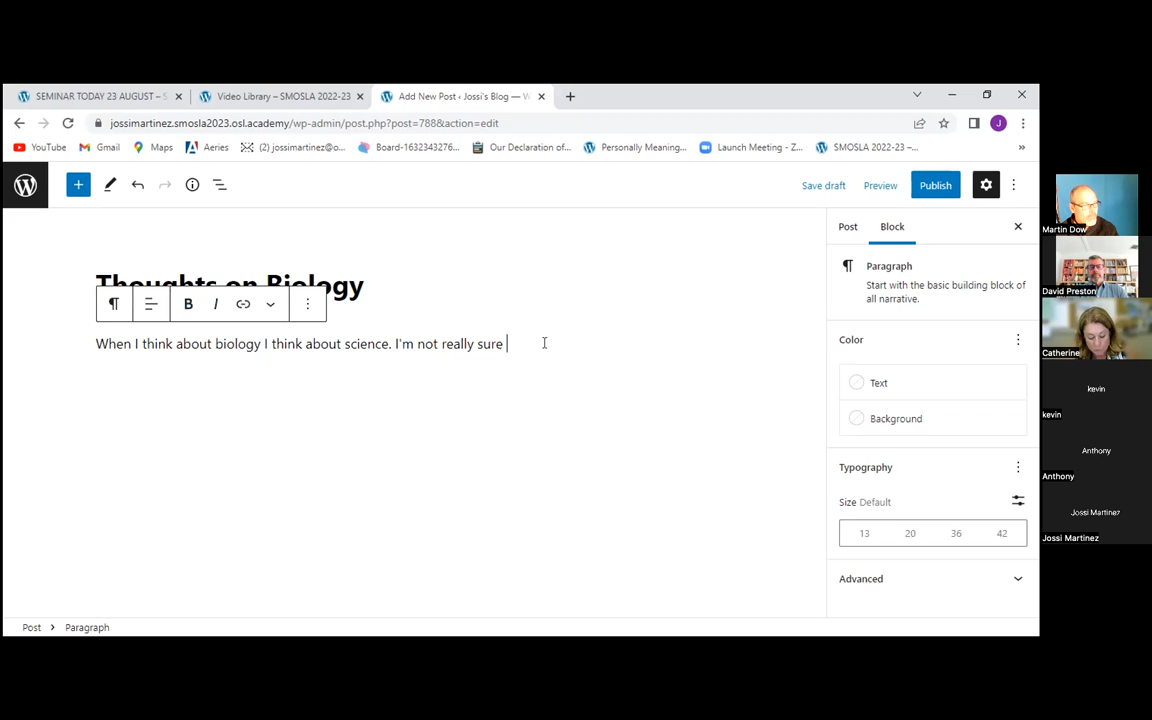 SEMINAR TODAY 23 AUGUST – S
Video Library – SMOSLA 2022-23
Add New Post ‹ Jossi's Blog — W
jossimartinez.smosla2023.osl.academy/wp-admin/post.php?post=788&action=edit
YouTube
Gmail
Maps
Aeries
(2) jossimartinez@o...
Board-1632343276...
Our Declaration of...
Personally Meaning...
Launch Meeting - Z...
SMOSLA 2022-23 –...
»
Save draft
Preview
Publish
Thoughts on Biology
B I
When I think about biology I think about science. I'm not really sure
Post
Block
Paragraph
Start with the basic building block of
all narrative.
Color
Text
Background
Typography
Size Default
13 20 36 42
Advanced
Post > Paragraph
Martin Dow
David Preston
Catherine
kevin
kevin
Anthony
Anthony
Jossi Martinez
Jossi Martinez